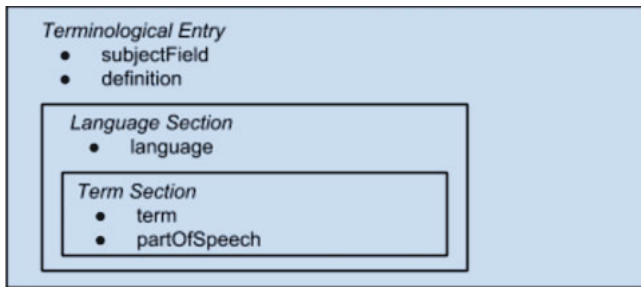 Terminological Entry
● subjectField
● definition
Language Section
● language
Term Section
● term
● partOfSpeech